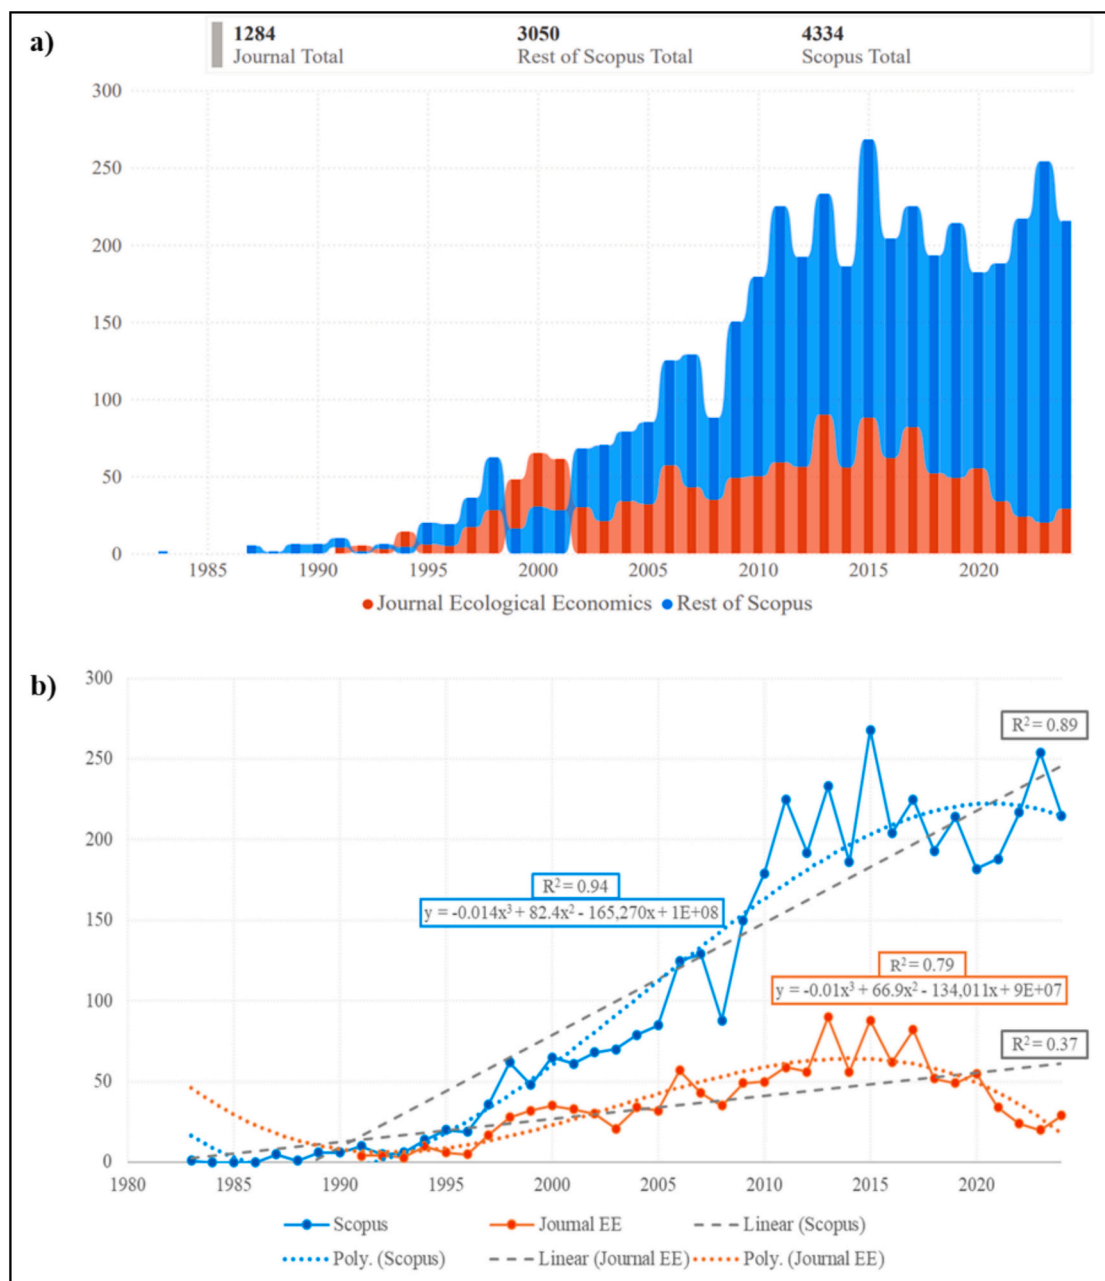 a)
1284 3050 4334
Journal Total Rest of Scopus Total Scopus Total
300
250
200
150
100
50
0
1985 1990 1995 2000 2005 2010 2015 2020
Journal Ecological Economics Rest of Scopus
b)
300
R² = 0.89
250
200
R² = 0.94
y = -0.014x³ + 82.4x² - 165,270x + 1E+08
150
R² = 0.79
y = -0.01x³ + 66.9x² - 134,011x + 9E+07
100
R² = 0.37
50
0
1980 1985 1990 1995 2000 2005 2010 2015 2020
Scopus Journal EE Linear (Scopus)
Poly. (Scopus) Linear (Journal EE) Poly. (Journal EE)